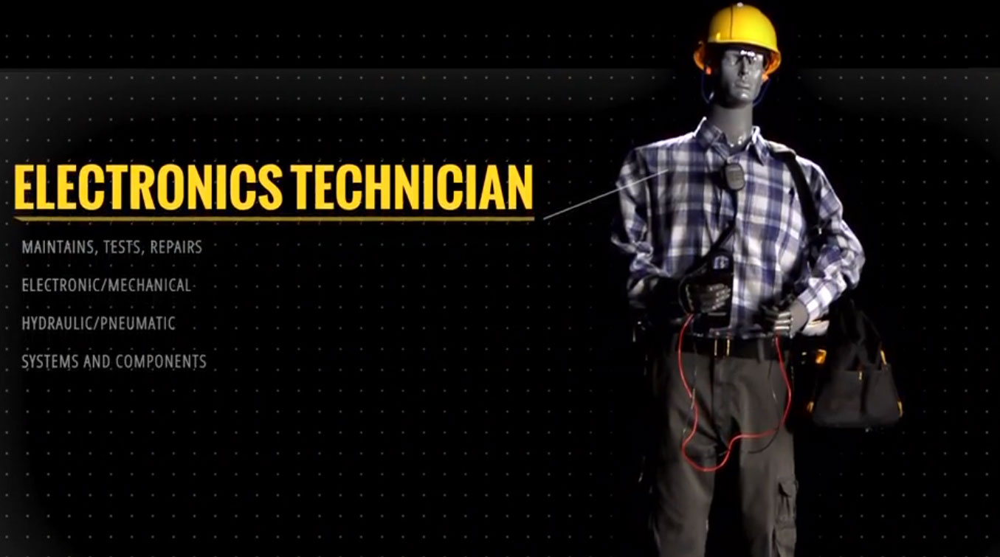 ELECTRONICS TECHNICIAN
MAINTAINS, TESTS, REPAIRS
ELECTRONIC/MECHANICAL
HYDRAULIC/PNEUMATIC
SYSTEMS AND COMPONENTS